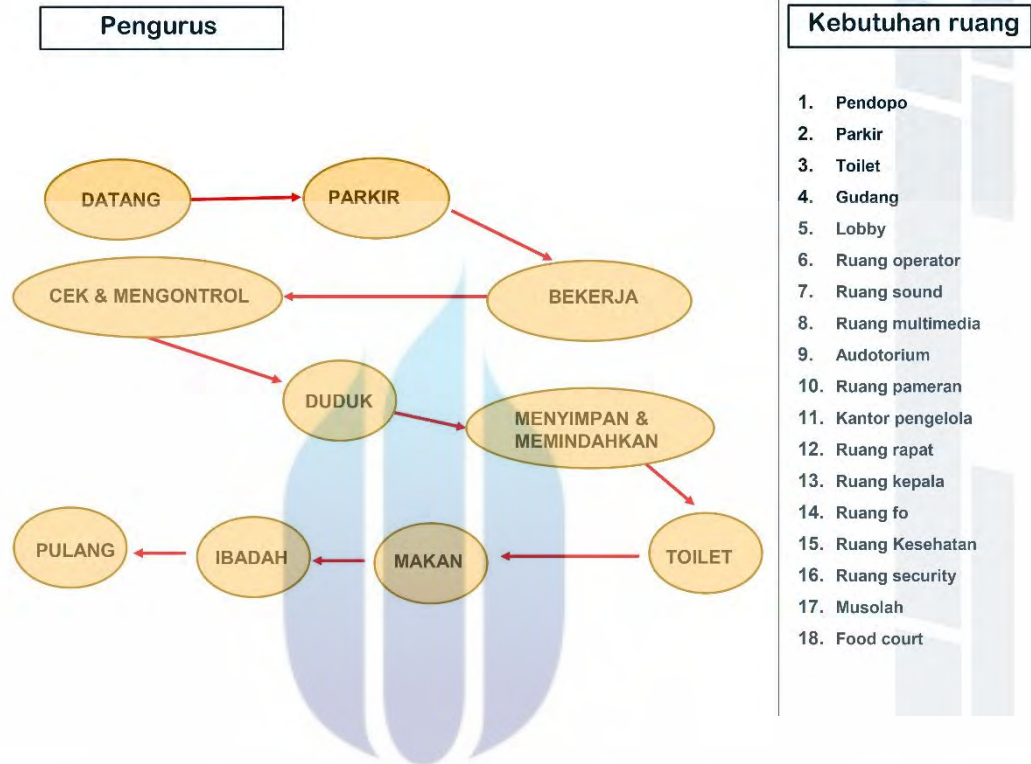 Pengurus
DATANG
PARKIR
BEKERJA
CEK & MENGONTROL
DUDUK
MENYIMPAN &
MEMINDAHKAN
TOILET
MAKAN
IBADAH
PULANG
Kebutuhan ruang
1. Pendopo
2. Parkir
3. Toilet
4. Gudang
5. Lobby
6. Ruang operator
7. Ruang sound
8. Ruang multimedia
9. Audotorium
10. Ruang pameran
11. Kantor pengelola
12. Ruang rapat
13. Ruang kepala
14. Ruang fo
15. Ruang Kesehatan
16. Ruang security
17. Musolah
18. Food court